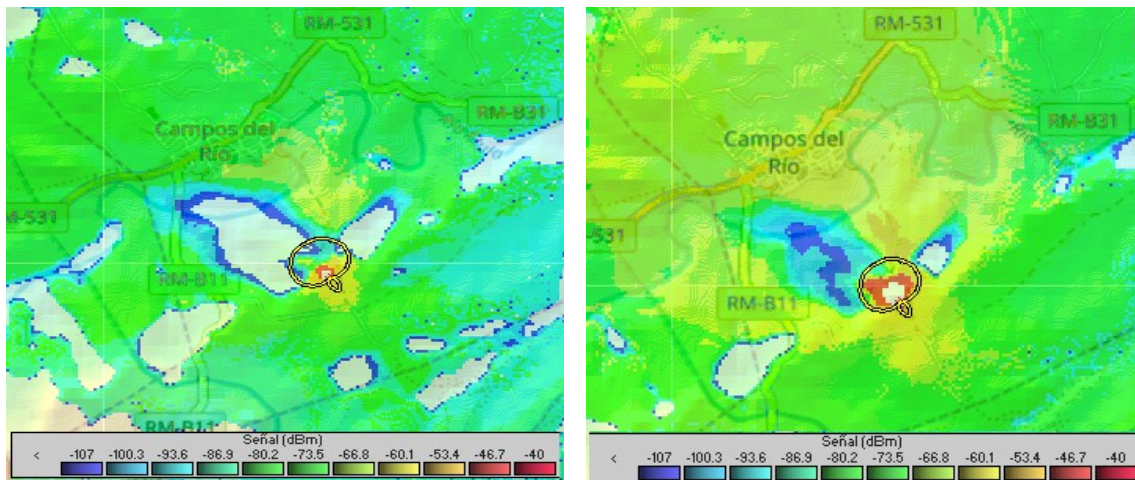 RM-531
RM-B31
Campos del
Río
M-531
RM-B11
RM-B11
Señal (dBm)
< -107 -100.3 -93.6 -86.9 -80.2 -73.5 -66.8 -60.1 -53.4 -46.7 -40
RM-531
RM-B31
Campos del
Río
-531
RM-B11
Señal (dBm)
< -107 -100.3 -93.6 -86.9 -80.2 -73.5 -66.8 -60.1 -53.4 -46.7 -40